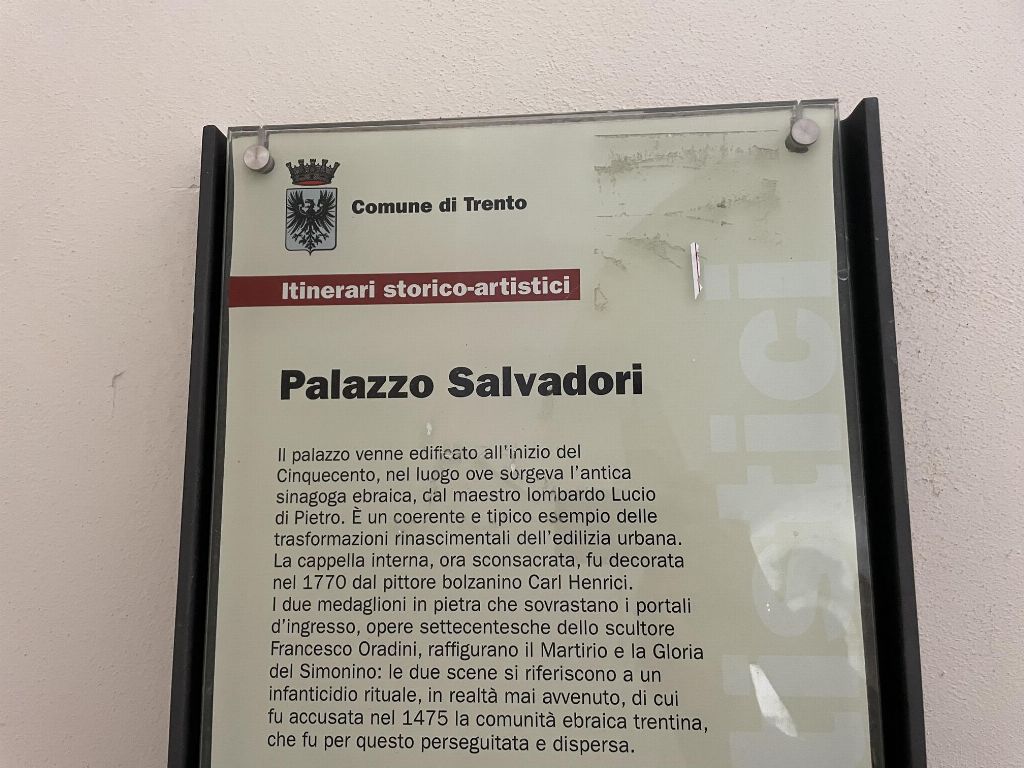 Comune di Trento
Itinerari storico-artistici
Palazzo Salvadori
Il palazzo venne edificato all'inizio del
Cinquecento, nel luogo ove sorgeva l'antica
sinagoga ebraica, dal maestro lombardo Lucio
di Pietro. È un coerente e tipico esempio delle
trasformazioni rinascimentali dell'edilizia urbana.
La cappella interna, ora sconsacrata, fu decorata
nel 1770 dal pittore bolzanino Carl Henrici.
I due medaglioni in pietra che sovrastano i portali
d'ingresso, opere settecentesche dello scultore
Francesco Oradini, raffigurano il Martirio e la Gloria
del Simonino: le due scene si riferiscono a un
infanticidio rituale, in realtà mai avvenuto, di cui
fu accusata nel 1475 la comunità ebraica trentina,
che fu per questo perseguitata e dispersa.
tistici